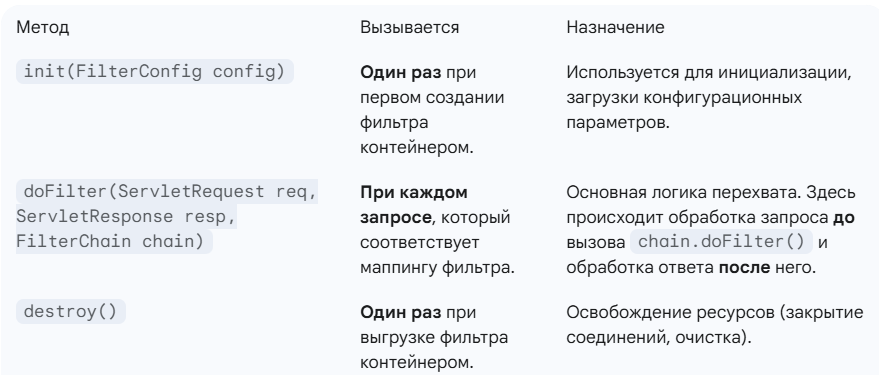 Метод Вызывается Назначение
init(FilterConfig config)
Один раз при
первом создании
фильтра
контейнером.
Используется для инициализации,
загрузки конфигурационных
параметров.
doFilter(ServletRequest req,
ServletResponse resp,
FilterChain chain)
При каждом
запросе, который
соответствует
маппингу фильтра.
Основная логика перехвата. Здесь
происходит обработка запроса до
вызова chain.doFilter() и
обработка ответа после него.
destroy()
Один раз при
выгрузке фильтра
контейнером.
Освобождение ресурсов (закрытие
соединений, очистка).